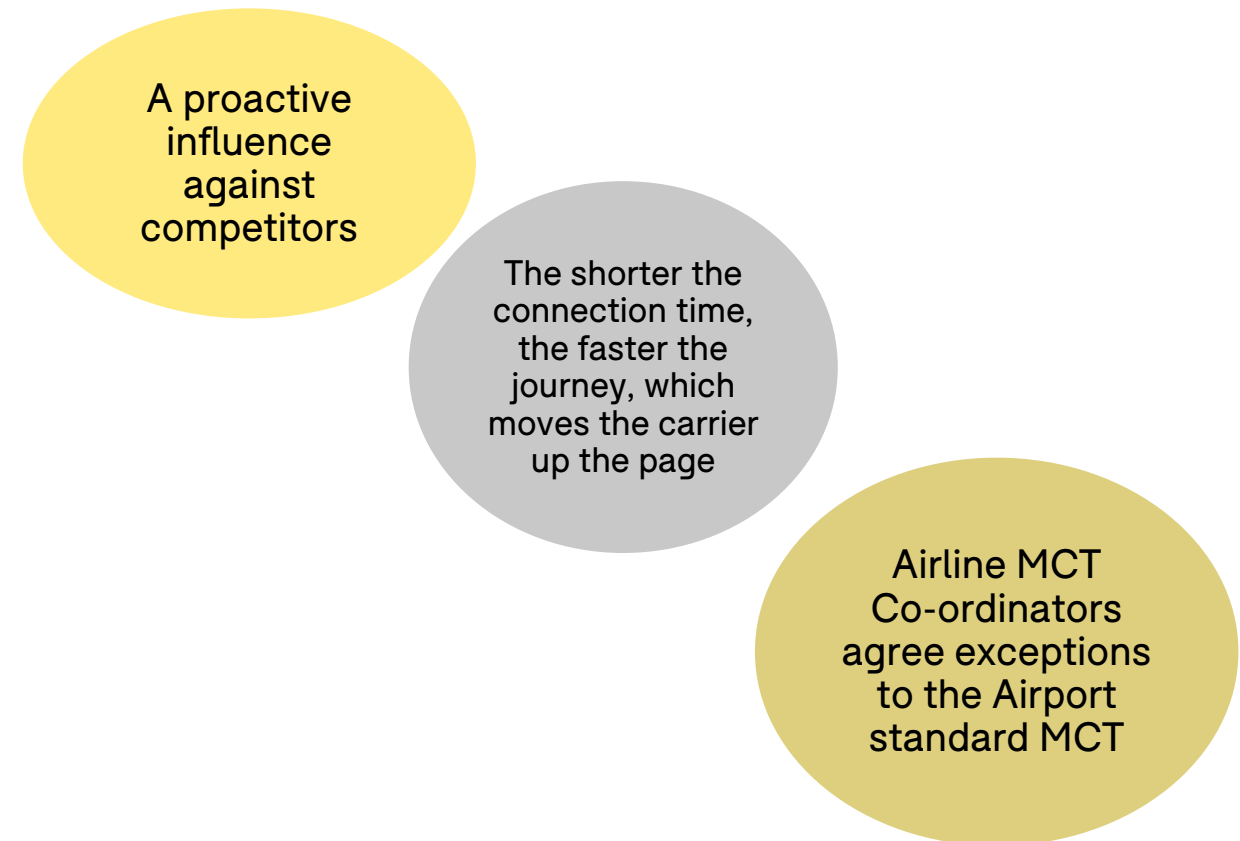 A proactive
influence
against
competitors
The shorter the
connection time,
the faster the
journey, which
moves the carrier
up the page
Airline MCT
Co-ordinators
agree exceptions
to the Airport
standard MCT